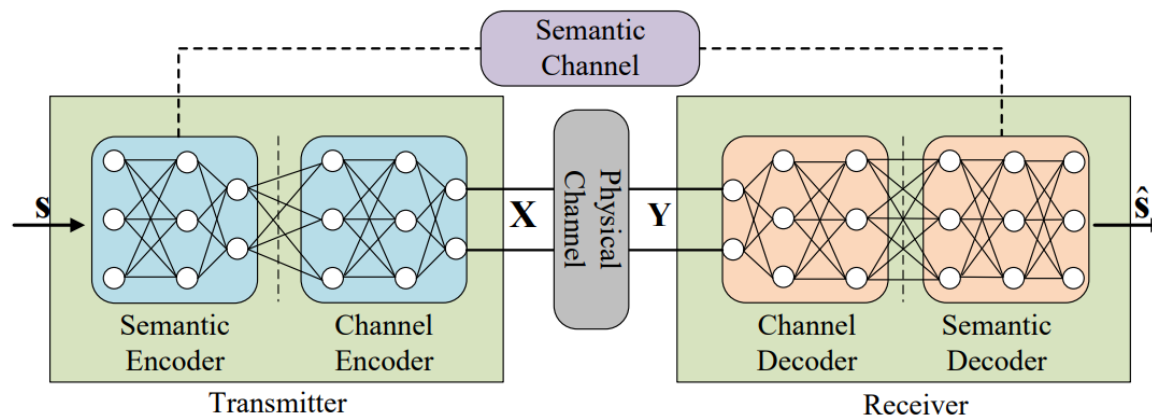 Semantic
Channel
s
X
Physical
Channel
Y
ŝ
Semantic
Encoder
Channel
Encoder
Channel
Decoder
Semantic
Decoder
Transmitter
Receiver